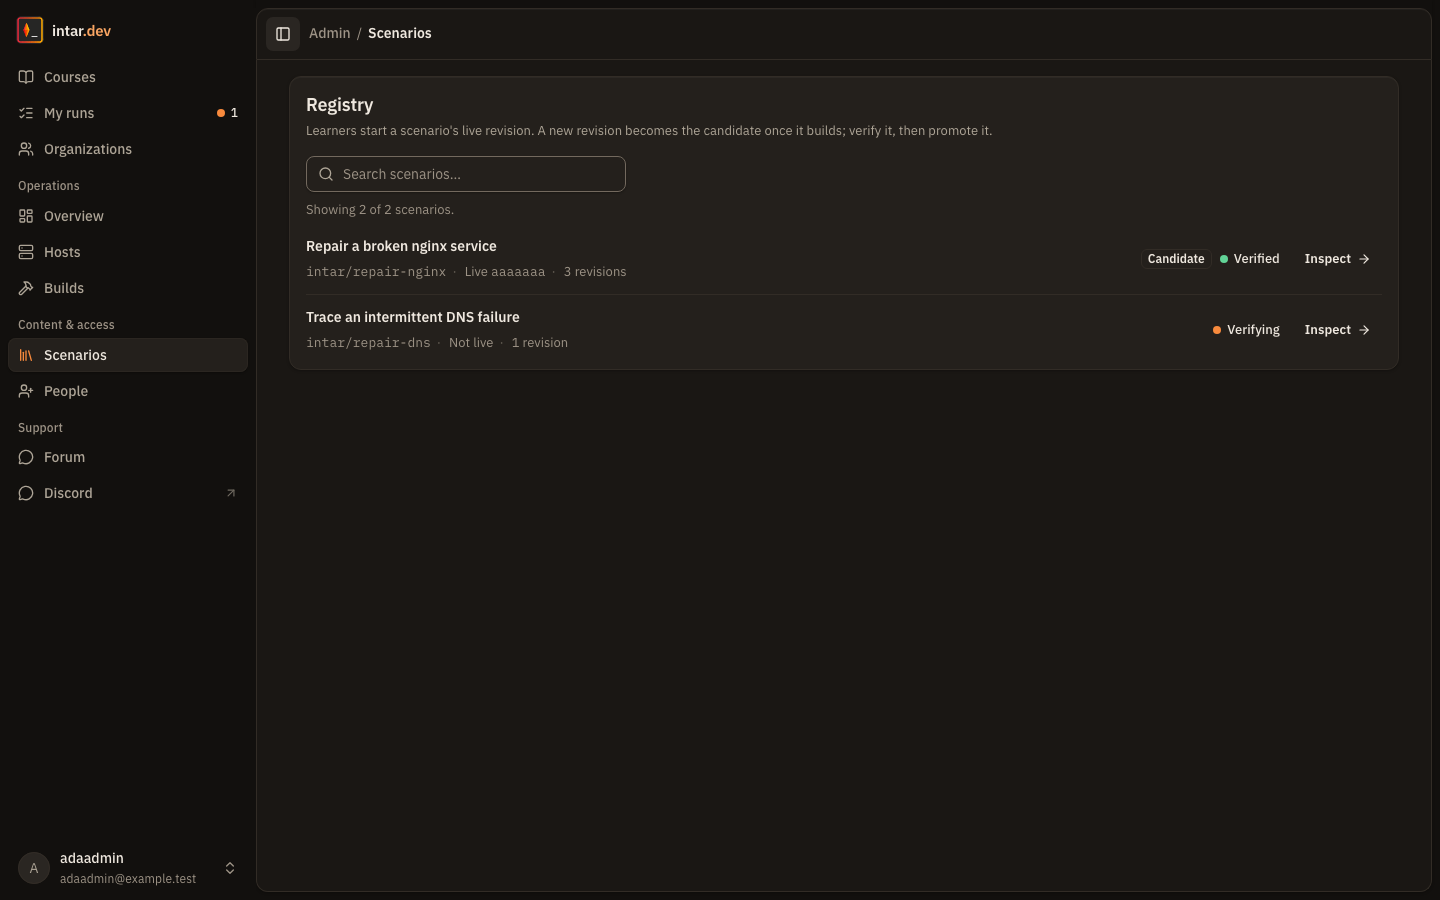 intar.dev
Courses
My runs 1
Organizations
Operations
Overview
Hosts
Builds
Content & access
Scenarios
People
Support
Forum
Discord
A
adaadmin
adaadmin@example.test
Admin / Scenarios
Registry
Learners start a scenario's live revision. A new revision becomes the candidate once it builds; verify it, then promote it.
Search scenarios...
Showing 2 of 2 scenarios.
Repair a broken nginx service
intar/repair-nginx · Live aaaaaaa · 3 revisions
Candidate Verified Inspect →
Trace an intermittent DNS failure
intar/repair-dns · Not live · 1 revision
Verifying Inspect →